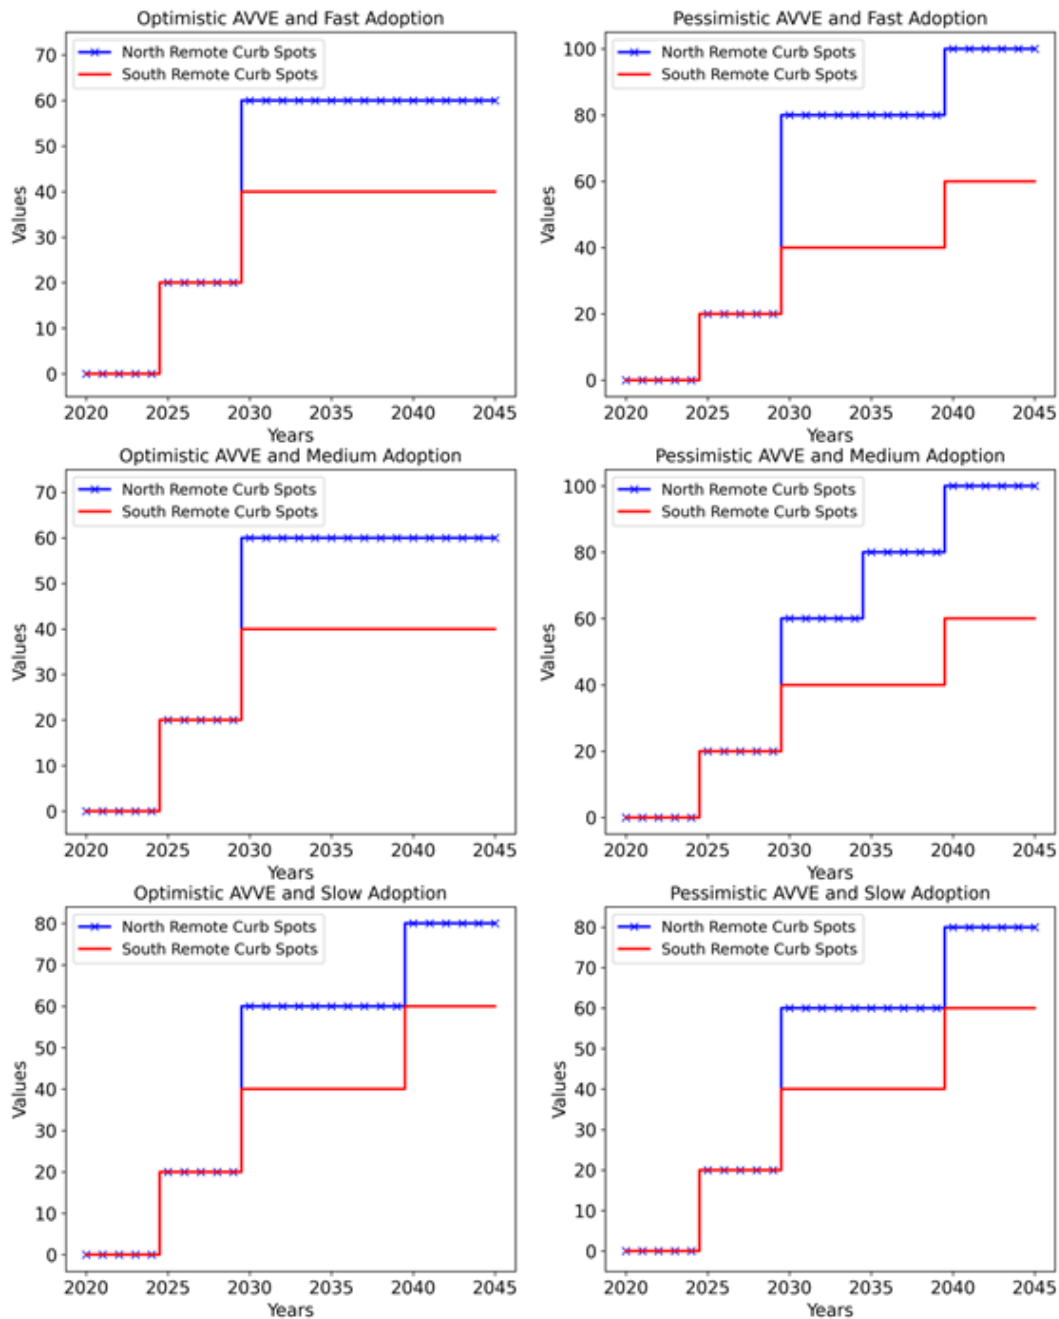 Optimistic AVVE and Fast Adoption
North Remote Curb Spots
South Remote Curb Spots
70
60
50
40
30
20
10
0
Values
2020 2025 2030 2035 2040 2045
Years
Pessimistic AVVE and Fast Adoption
North Remote Curb Spots
South Remote Curb Spots
100
80
60
40
20
0
Values
2020 2025 2030 2035 2040 2045
Years
Optimistic AVVE and Medium Adoption
North Remote Curb Spots
South Remote Curb Spots
70
60
50
40
30
20
10
0
Values
2020 2025 2030 2035 2040 2045
Years
Pessimistic AVVE and Medium Adoption
North Remote Curb Spots
South Remote Curb Spots
100
80
60
40
20
0
Values
2020 2025 2030 2035 2040 2045
Years
Optimistic AVVE and Slow Adoption
North Remote Curb Spots
South Remote Curb Spots
80
70
60
50
40
30
20
10
0
Values
2020 2025 2030 2035 2040 2045
Years
Pessimistic AVVE and Slow Adoption
North Remote Curb Spots
South Remote Curb Spots
80
70
60
50
40
30
20
10
0
Values
2020 2025 2030 2035 2040 2045
Years